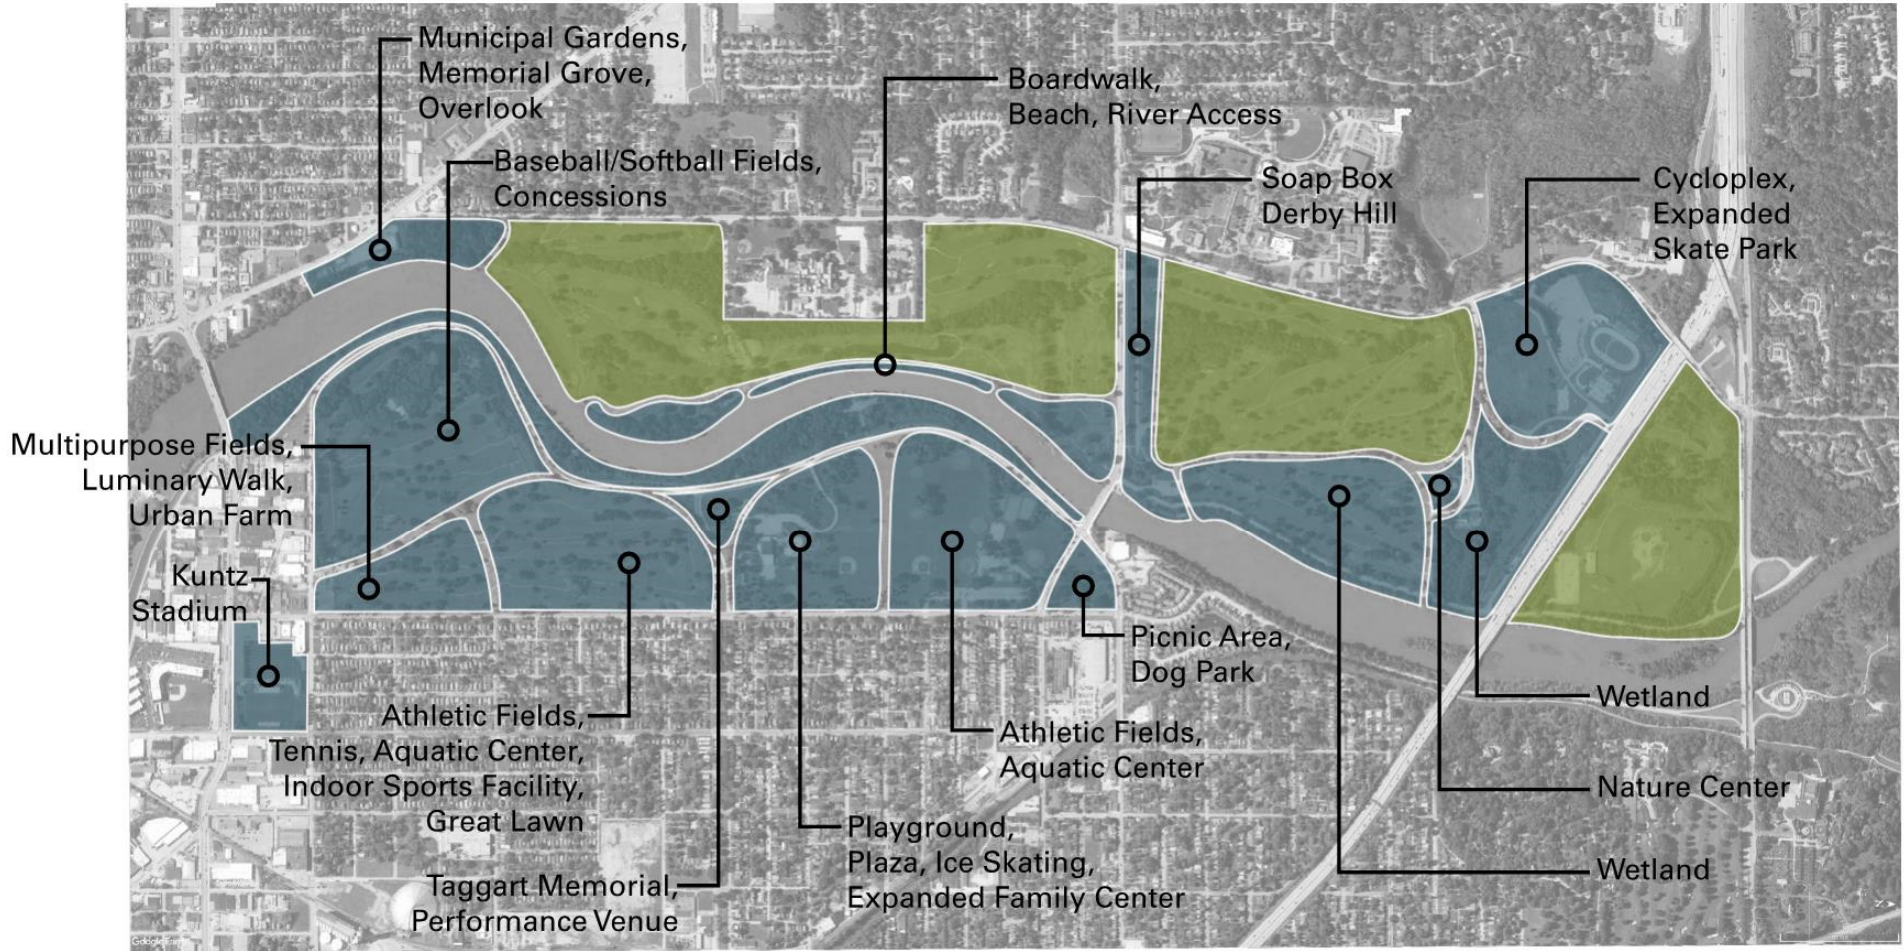 Municipal Gardens,
Memorial Grove,
Overlook
Boardwalk,
Beach, River Access
Baseball/Softball Fields,
Concessions
Soap Box
Derby Hill
Cycloplex,
Expanded
Skate Park
Multipurpose Fields,
Luminary Walk,
Urban Farm
Kuntz
Stadium
Picnic Area,
Dog Park
Wetland
Athletic Fields,
Tennis, Aquatic Center,
Indoor Sports Facility,
Great Lawn
Athletic Fields,
Aquatic Center
Nature Center
Playground,
Plaza, Ice Skating,
Expanded Family Center
Wetland
Taggart Memorial,
Performance Venue
Google Earth